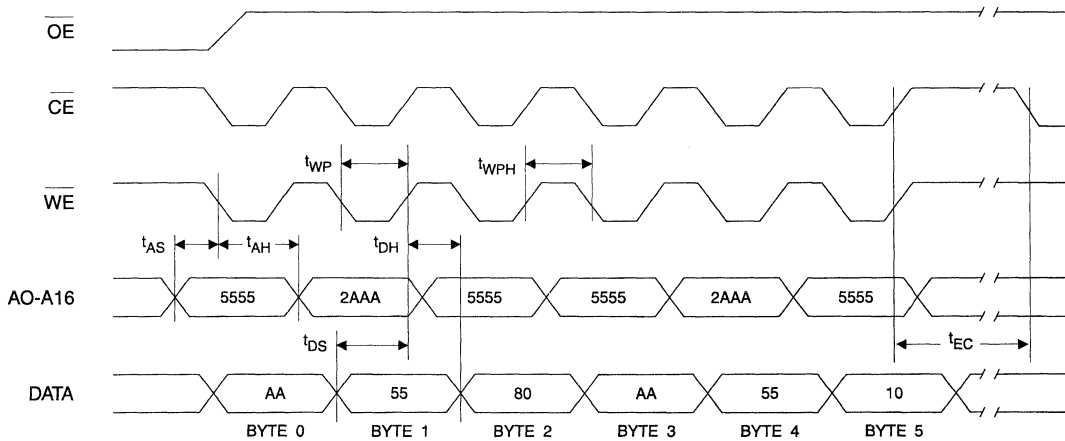 OE
CE
tWP
tWPH
WE
tAS
tAH
tDH
AO-A16
5555
2AAA
5555
5555
2AAA
5555
tDS
tEC
DATA
AA
55
80
AA
55
10
BYTE 0
BYTE 1
BYTE 2
BYTE 3
BYTE 4
BYTE 5